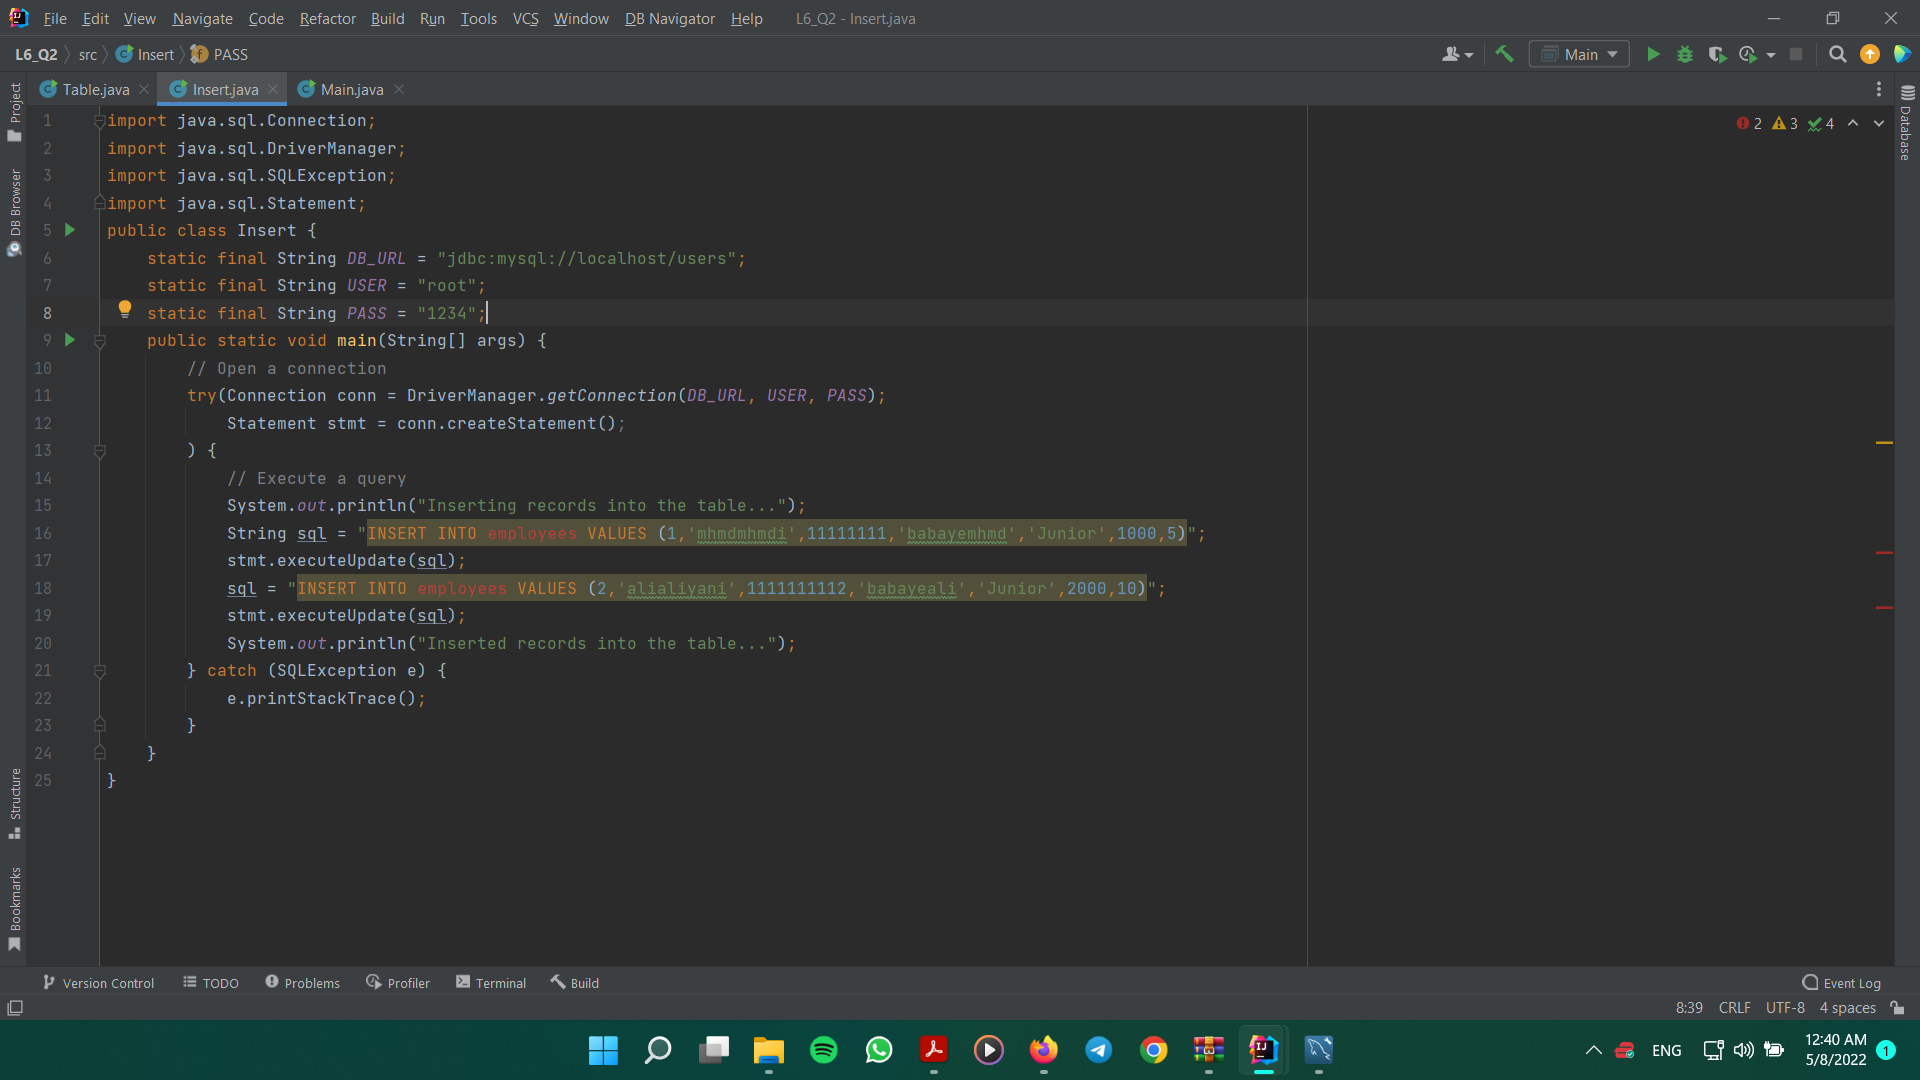 File Edit View Navigate Code Refactor Build Run Tools VCS Window DB Navigator Help L6_Q2 - Insert.java
L6_Q2 src Insert PASS Main
Table.java Insert.java Main.java
2 3 4
Project
DB Browser
Structure
Bookmarks
Database
1 import java.sql.Connection;
2 import java.sql.DriverManager;
3 import java.sql.SQLException;
4 import java.sql.Statement;
5 public class Insert {
6 static final String DB_URL = "jdbc:mysql://localhost/users";
7 static final String USER = "root";
8 static final String PASS = "1234";
9 public static void main(String[] args) {
10 // Open a connection
11 try(Connection conn = DriverManager.getConnection(DB_URL, USER, PASS);
12 Statement stmt = conn.createStatement();
13 ) {
14 // Execute a query
15 System.out.println("Inserting records into the table...");
16 String sql = "INSERT INTO employees VALUES (1,'mhmdmhmdi',11111111,'babayemhmd','Junior',1000,5)";
17 stmt.executeUpdate(sql);
18 sql = "INSERT INTO employees VALUES (2,'alialiyani',1111111112,'babayeali','Junior',2000,10)";
19 stmt.executeUpdate(sql);
20 System.out.println("Inserted records into the table...");
21 } catch (SQLException e) {
22 e.printStackTrace();
23 }
24 }
25 }
Version Control TODO Problems Profiler Terminal Build Event Log
8:39 CRLF UTF-8 4 spaces
ENG 12:40 AM 1
5/8/2022